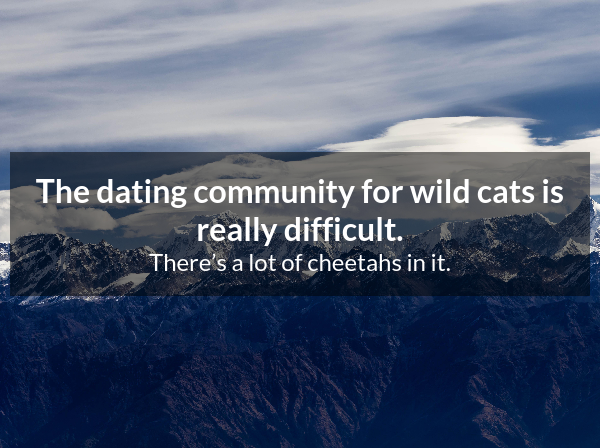 The dating community for wild cats is
really difficult.
There's a lot of cheetahs in it.